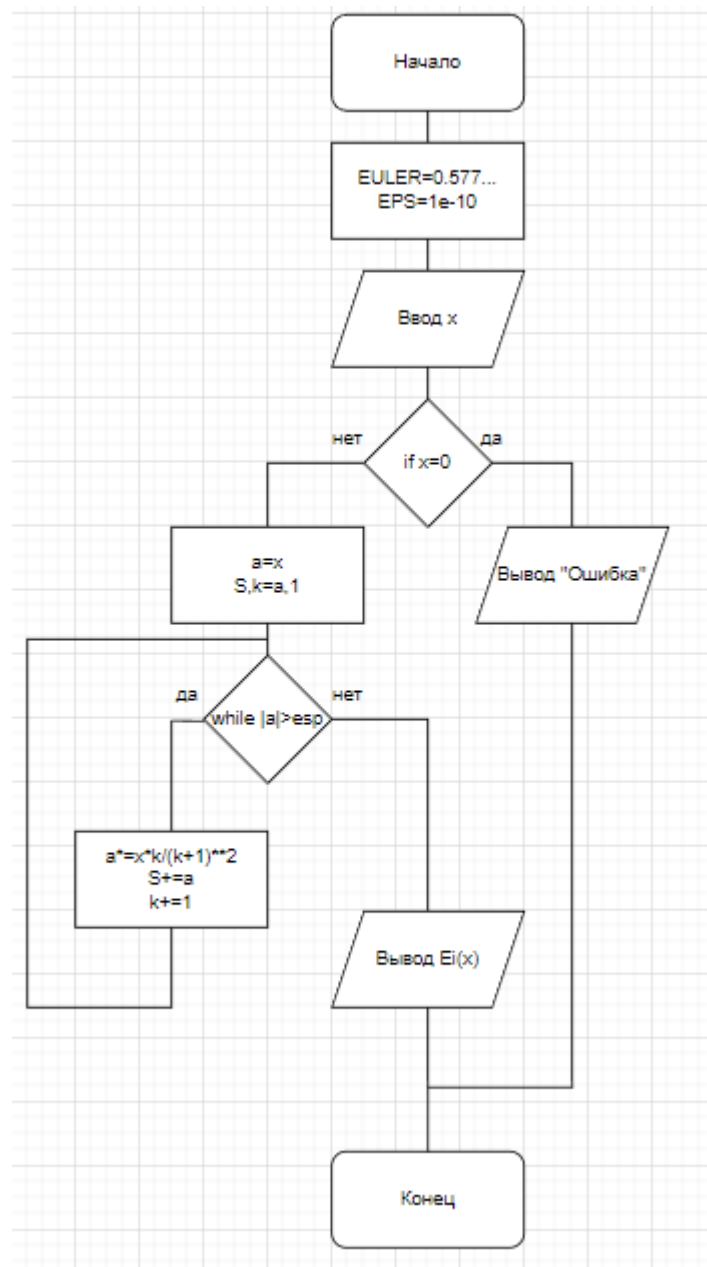 Начало
EULER=0.577...
EPS=1e-10
Ввод x
нет
да
if x=0
a=x
S,k=a,1
Вывод "Ошибка"
да
нет
while |a|>esp
a*=x*k/(k+1)**2
S+=a
k+=1
Вывод Ei(x)
Конец